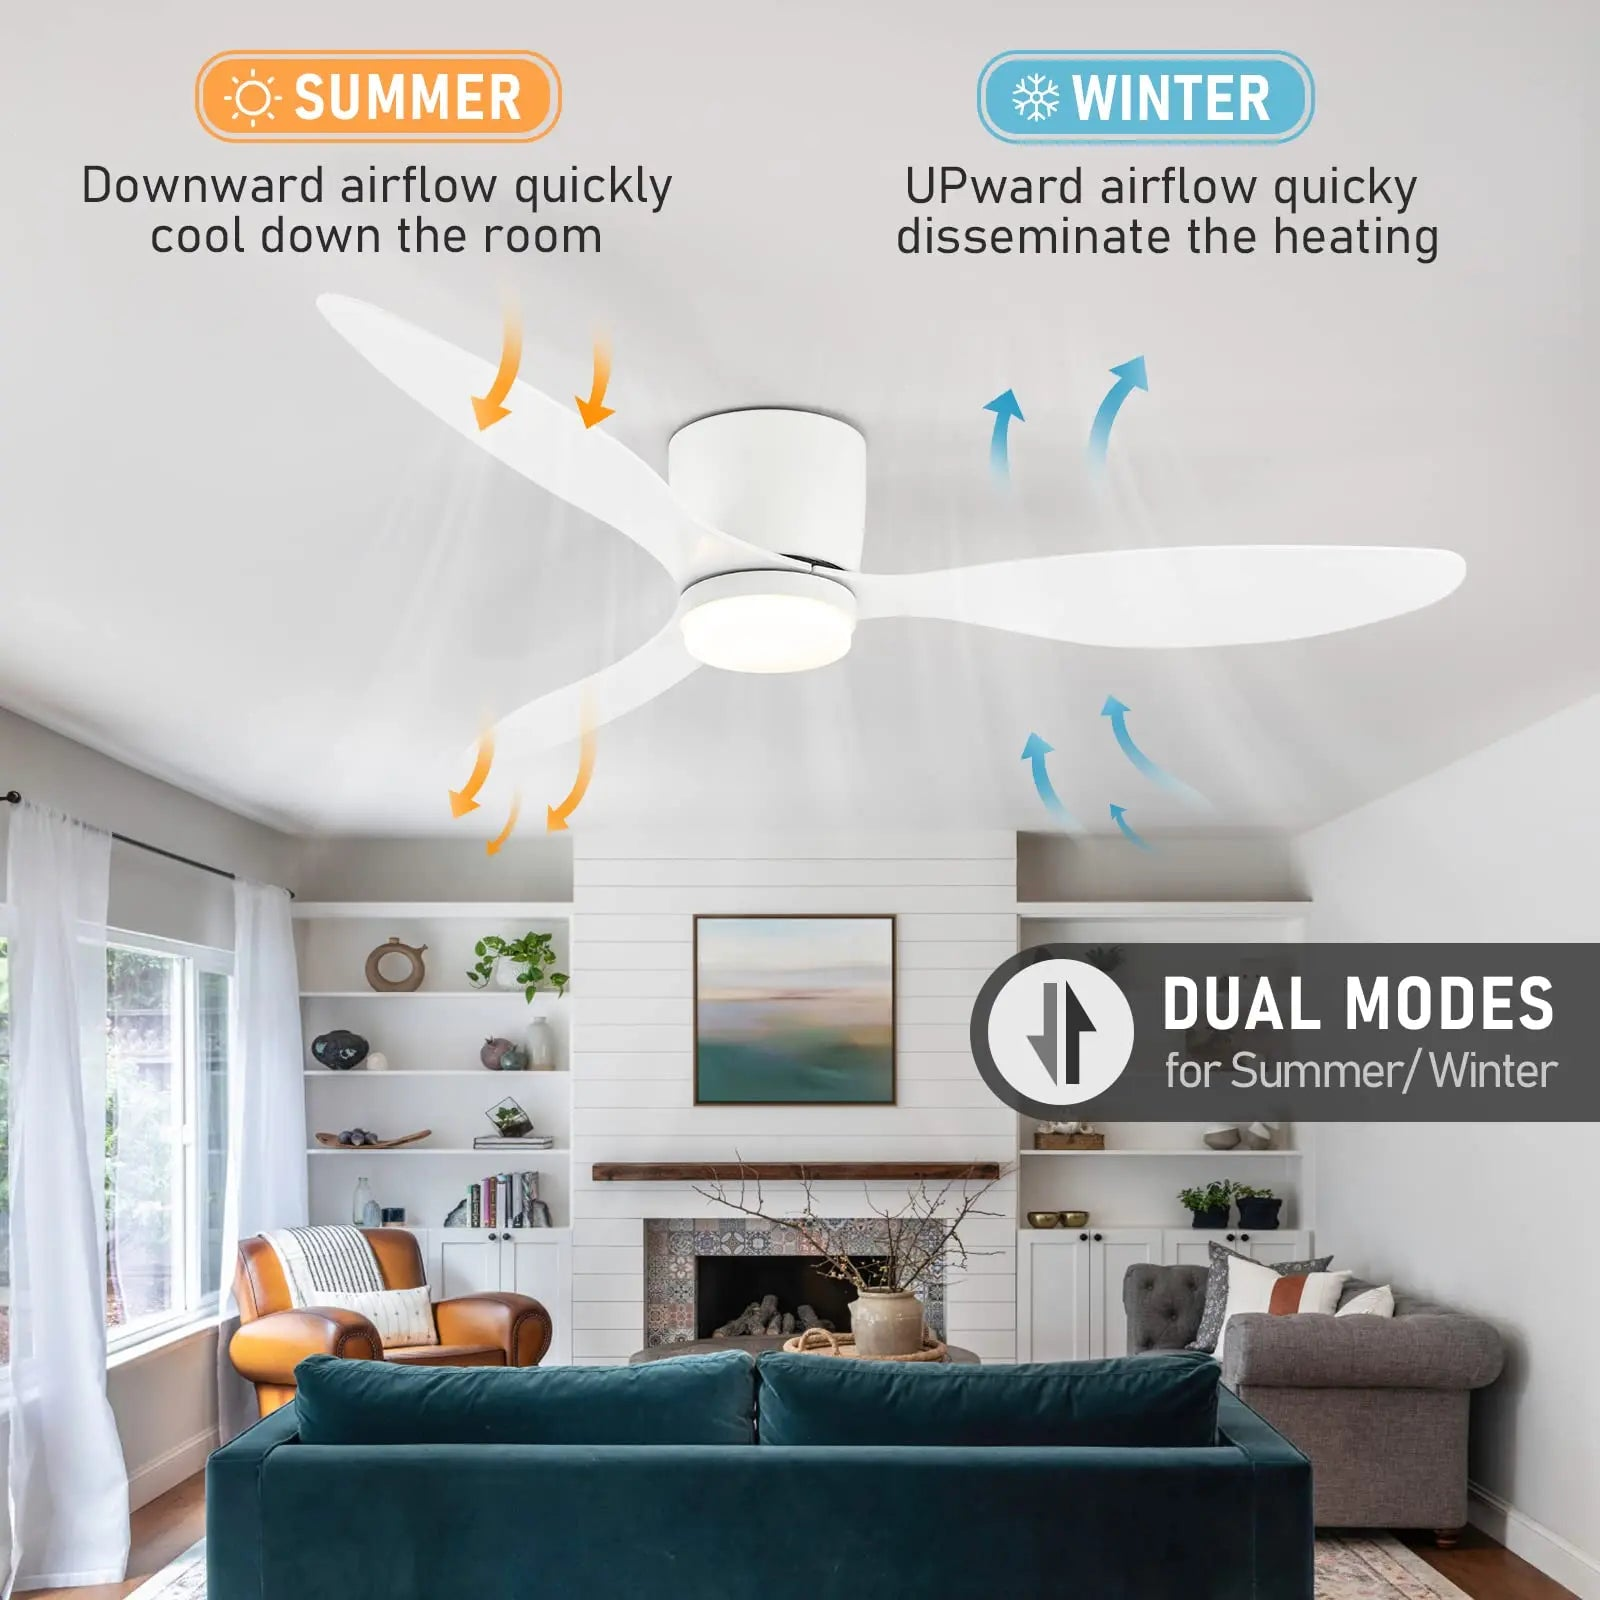 SUMMER
Downward airflow quickly
cool down the room
WINTER
UPward airflow quicky
disseminate the heating
DUAL MODES
for Summer/Winter